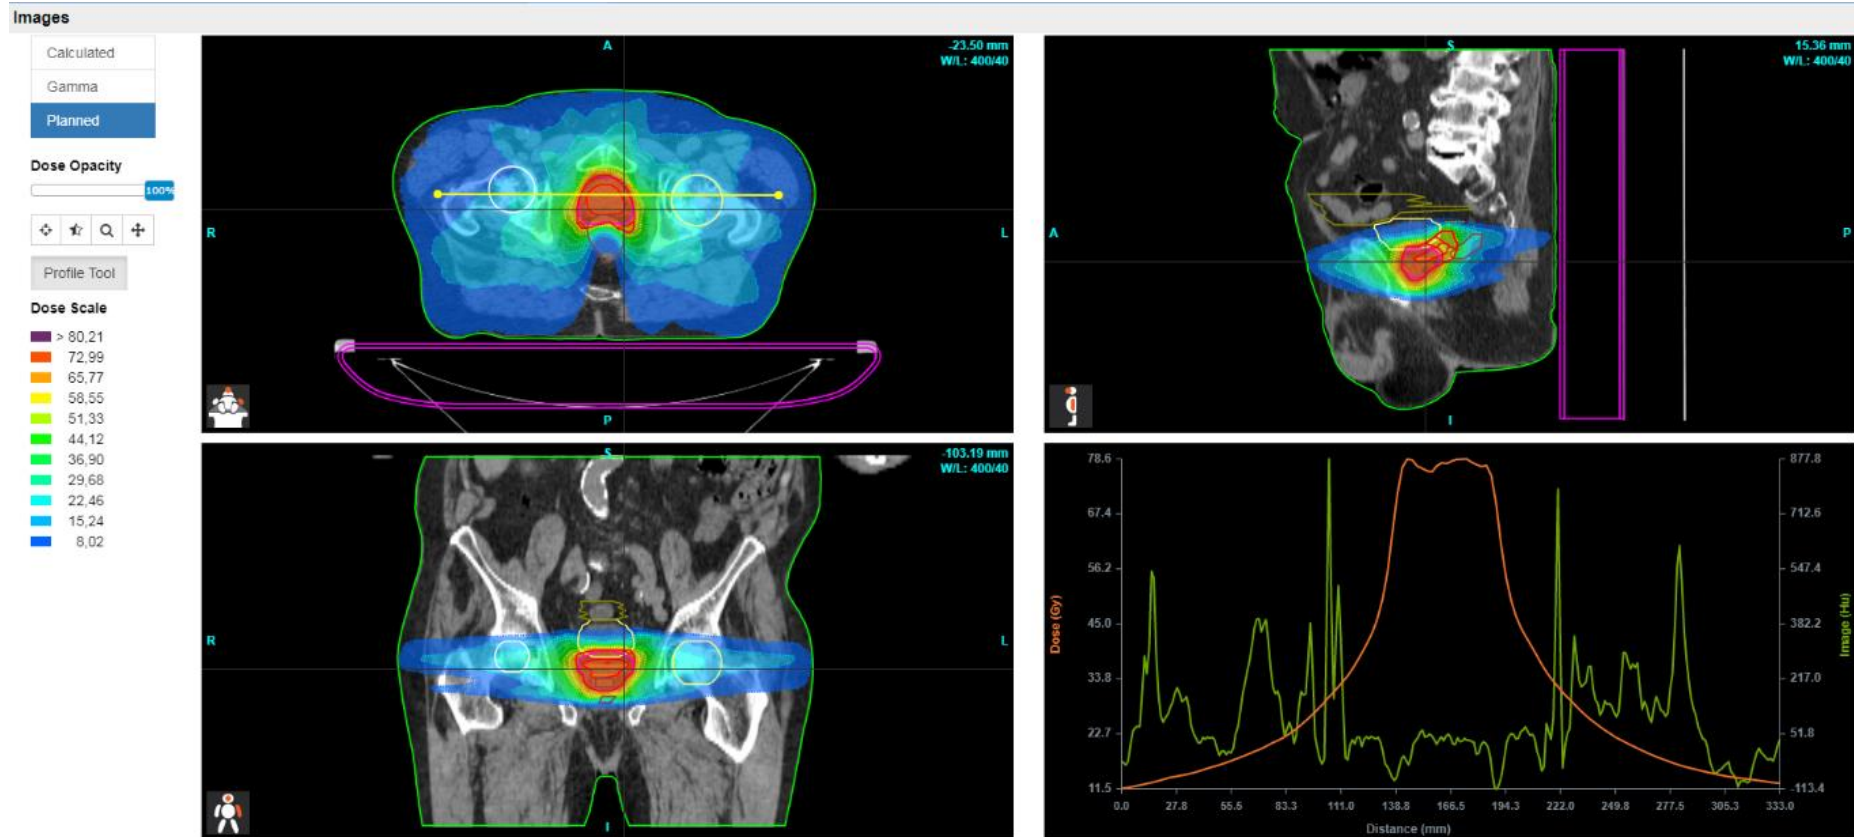 Images
Calculated
Gamma
Planned
Dose Opacity
100%
Profile Tool
Dose Scale
> 80,21
72,99
65,77
58,55
51,33
44,12
36,90
29,68
22,46
15,24
8,02
A
-23.50 mm
W/L: 400/40
R
L
P
S
15.36 mm
W/L: 400/40
A
P
I
S
-103.19 mm
W/L: 400/40
R
L
I
78.6
67.4
56.2
45.0
33.8
22.7
11.5
Dose (Gy)
877.8
712.6
547.4
382.2
217.0
51.8
-113.4
Image (Hu)
0.0 27.8 55.5 83.3 111.0 138.8 166.5 194.3 222.0 249.8 277.5 305.3 333.0
Distance (mm)